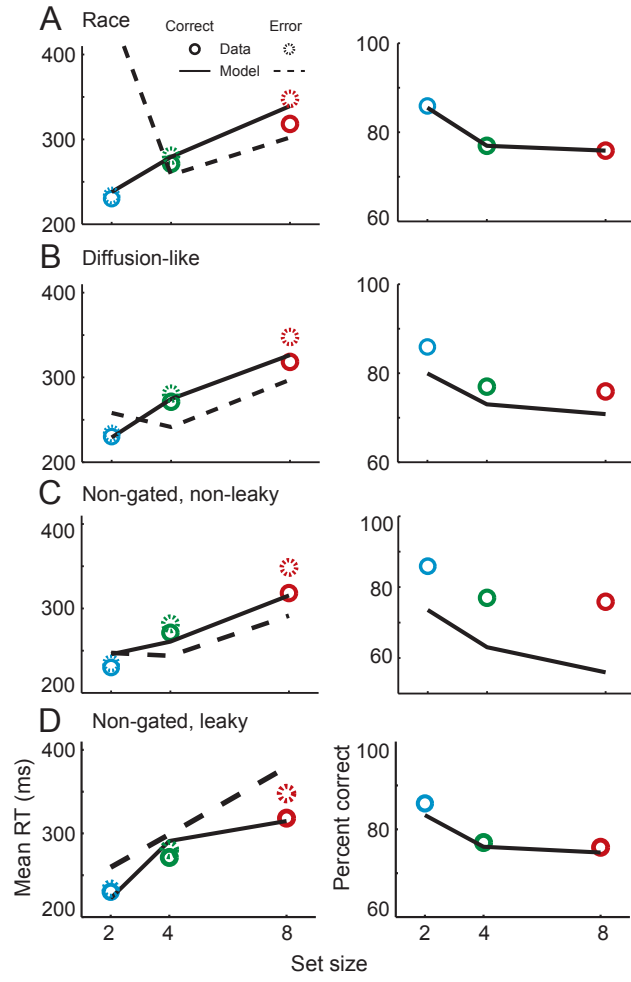 A Race
Correct Error
Data
Model
400
300
200
100
80
60
B Diffusion-like
400
300
200
100
80
60
C Non-gated, non-leaky
400
300
200
100
80
60
D Non-gated, leaky
400
300
200
Mean RT (ms)
2 4 8
100
80
60
Percent correct
2 4 8
Set size